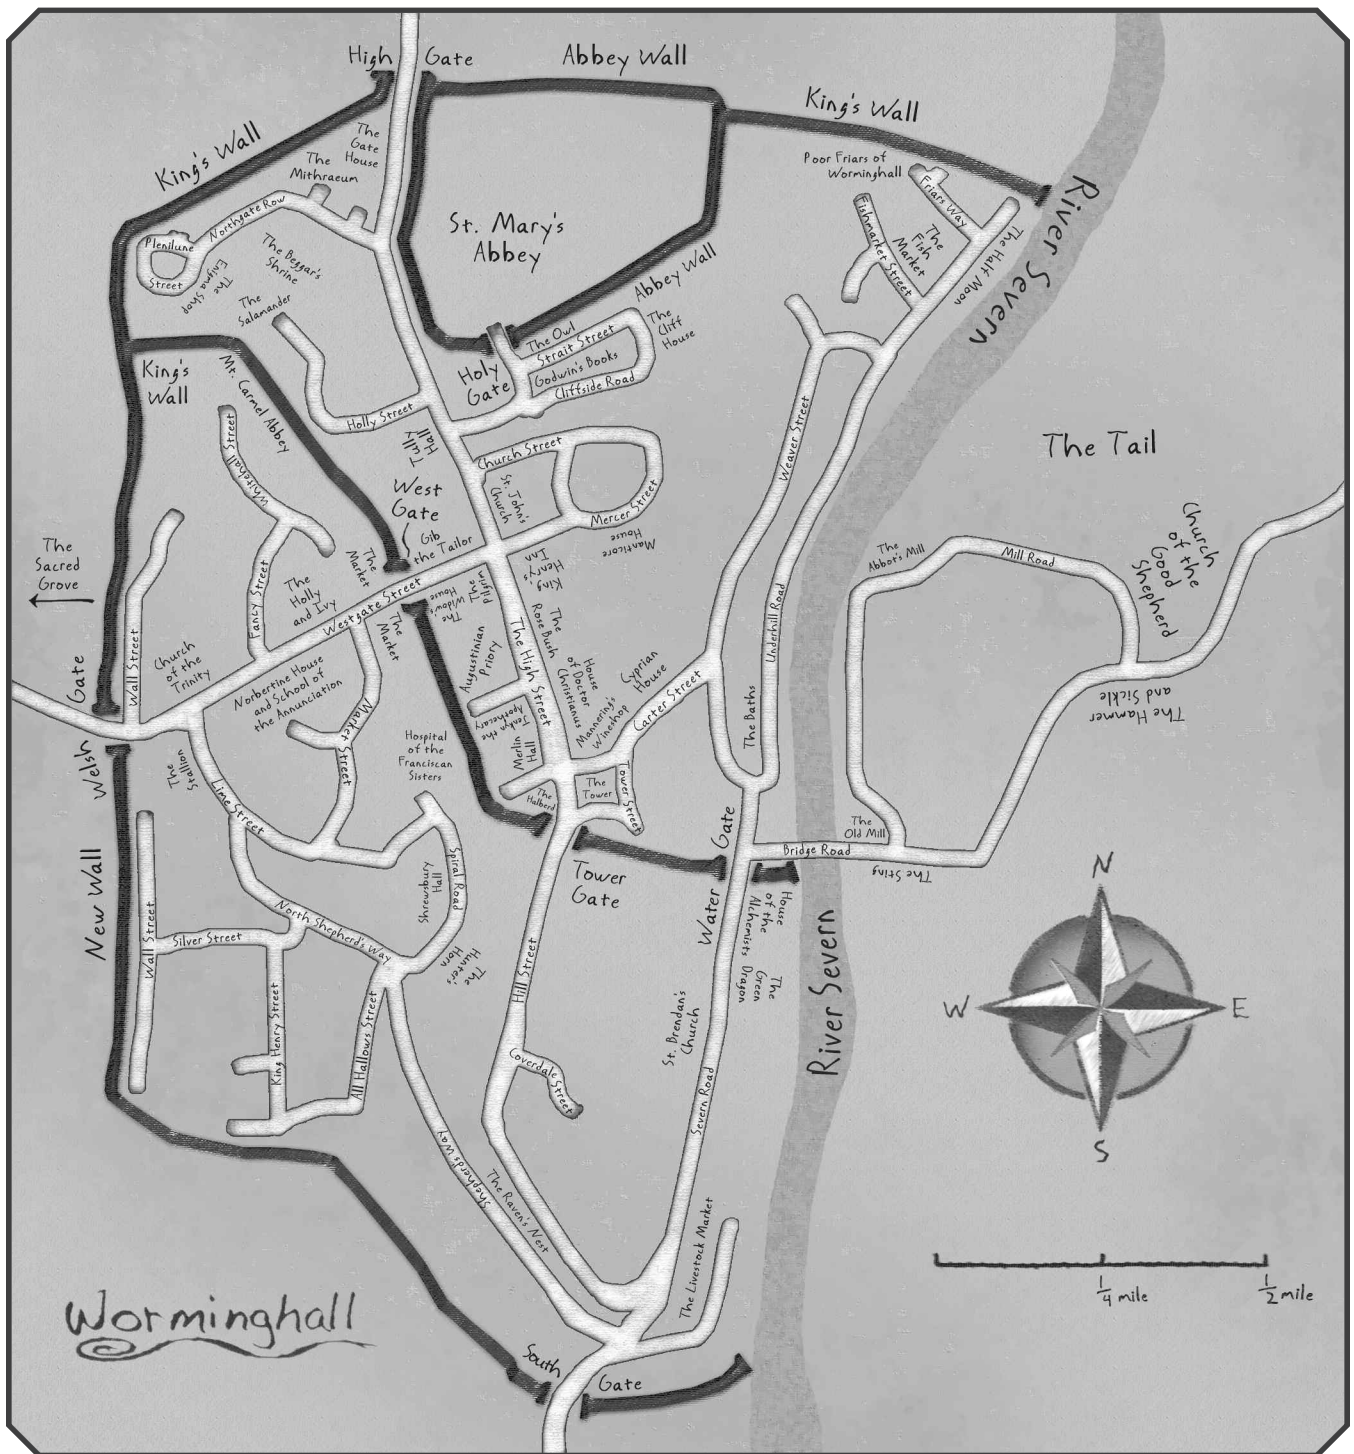 High
Gate
Abbey Wall
King's Wall
King's Wall
The
Gate
House
The
Mithraeum
Poor Friars of
Worminghall
Friars Way
River Severn
Northgate Row
Plenilune
Street
The
Enigma Shop
The Beggar's
Shrine
St. Mary's
Abbey
Fishmarket Street
The
Fish
Market
The Half Moon
Abbey Wall
The
Salamander
The Owl
Strait Street
The
Cliff
House
Godwin's Books
Cliffside Road
Holy
Gate
King's
Wall
Mt. Carmel Abbey
Holly Street
Tully
Hall
Whitehall Street
Church Street
St. John's
Church
Mercer Street
Manticore
House
Weaver Street
The Tail
West
Gate
Gib
the Tailor
The
Market
The
Sacred
Grove
Fancy Street
The
Holly
and Ivy
Westgate Street
The
Pilgrim
The
Widow's
House
King
Henry's
Inn
The
Rose Bush
Underhill Road
The
Abbot's Mill
Mill Road
Church
of the
Good
Shepherd
The Hammer
and Sickle
The
Market
Wall Street
Church
of the
Trinity
Norbertine House
and School of
the Annunciation
Augustinian
Priory
The High Street
House
of Doctor
Christianus
Cyprian
House
Mannering's
Wineshop
Carter Street
Welsh
Gate
The
Stallion
Lime Street
Market Street
Hospital
of the
Franciscan
Sisters
Jenkyn the
Apothecary
Merlin
Hall
The
Halberd
The
Tower
Tower Street
The Baths
The
Old Mill
Bridge Road
The Sting
Tower
Gate
Water
Gate
New Wall
Wall Street
Silver Street
North Shepherd's Way
Shrewsbury
Hall
Spiral Road
The
Hunter's
Horn
House
of the
Alchemists
The
Green
Dragon
River Severn
King Henry Street
All Hallows Street
Hill Street
Coverdale Street
St. Brendan's
Church
Severn Road
Shepherds Way
The Raven's Nest
The Livestock Market
South
Gate
N
W
E
S
1/4 mile
1/2 mile
Worminghall